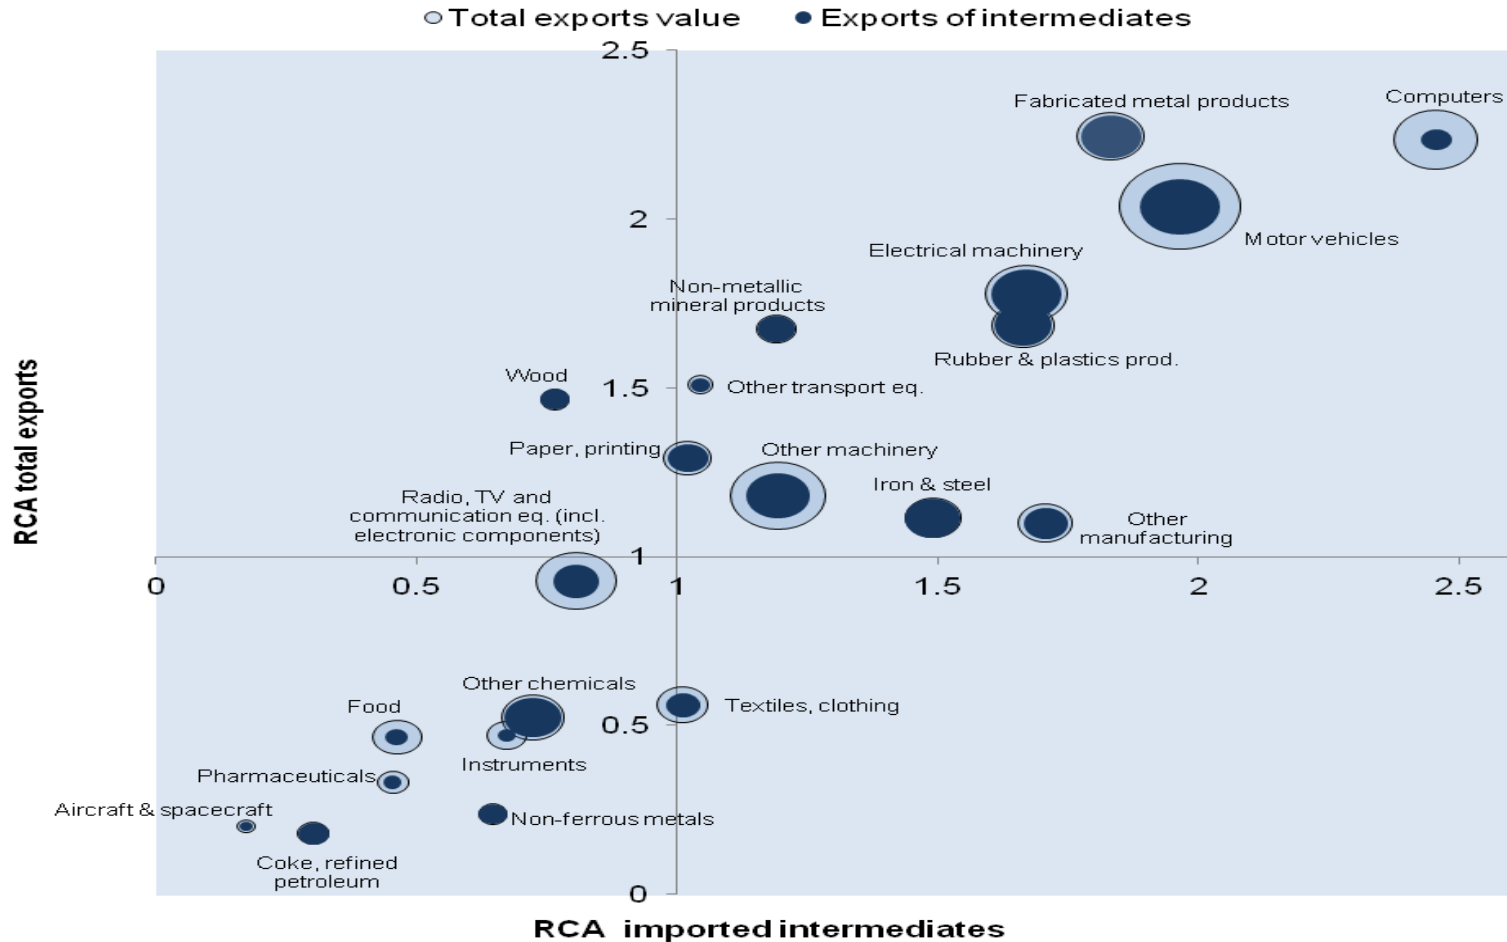 Total exports value
Exports of intermediates
2.5
Fabricated metal products
Computers
2
Motor vehicles
Electrical machinery
Non-metallic
mineral products
Rubber & plastics prod.
Wood
1.5
Other transport eq.
Paper, printing
Other machinery
Iron & steel
Radio, TV and
communication eq. (incl.
electronic components)
Other
manufacturing
1
0
0.5
1
1.5
2
2.5
RCA total exports
Other chemicals
Food
Textiles, clothing
0.5
Instruments
Pharmaceuticals
Aircraft & spacecraft
Non-ferrous metals
Coke, refined
petroleum
0
RCA imported intermediates